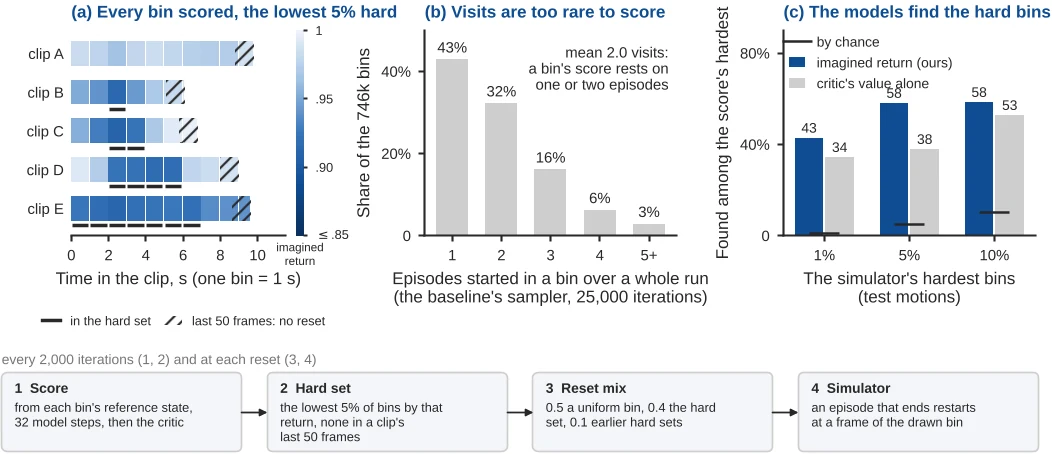 (a) Every bin scored, the lowest 5% hard
clip A
clip B
clip C
clip D
clip E
0 2 4 6 8 10
Time in the clip, s (one bin = 1 s)
1
.95
.90
≤ .85
imagined
return
in the hard set
last 50 frames: no reset
(b) Visits are too rare to score
Share of the 746k bins
40%
20%
0
43%
32%
16%
6%
3%
mean 2.0 visits:
a bin's score rests on
one or two episodes
1 2 3 4 5+
Episodes started in a bin over a whole run
(the baseline's sampler, 25,000 iterations)
(c) The models find the hard bins
Found among the score's hardest
80%
40%
0
by chance
imagined return (ours)
critic's value alone
43
34
58
38
58
53
1% 5% 10%
The simulator's hardest bins
(test motions)
every 2,000 iterations (1, 2) and at each reset (3, 4)
1 Score
from each bin's reference state,
32 model steps, then the critic
2 Hard set
the lowest 5% of bins by that
return, none in a clip's
last 50 frames
3 Reset mix
0.5 a uniform bin, 0.4 the hard
set, 0.1 earlier hard sets
4 Simulator
an episode that ends restarts
at a frame of the drawn bin